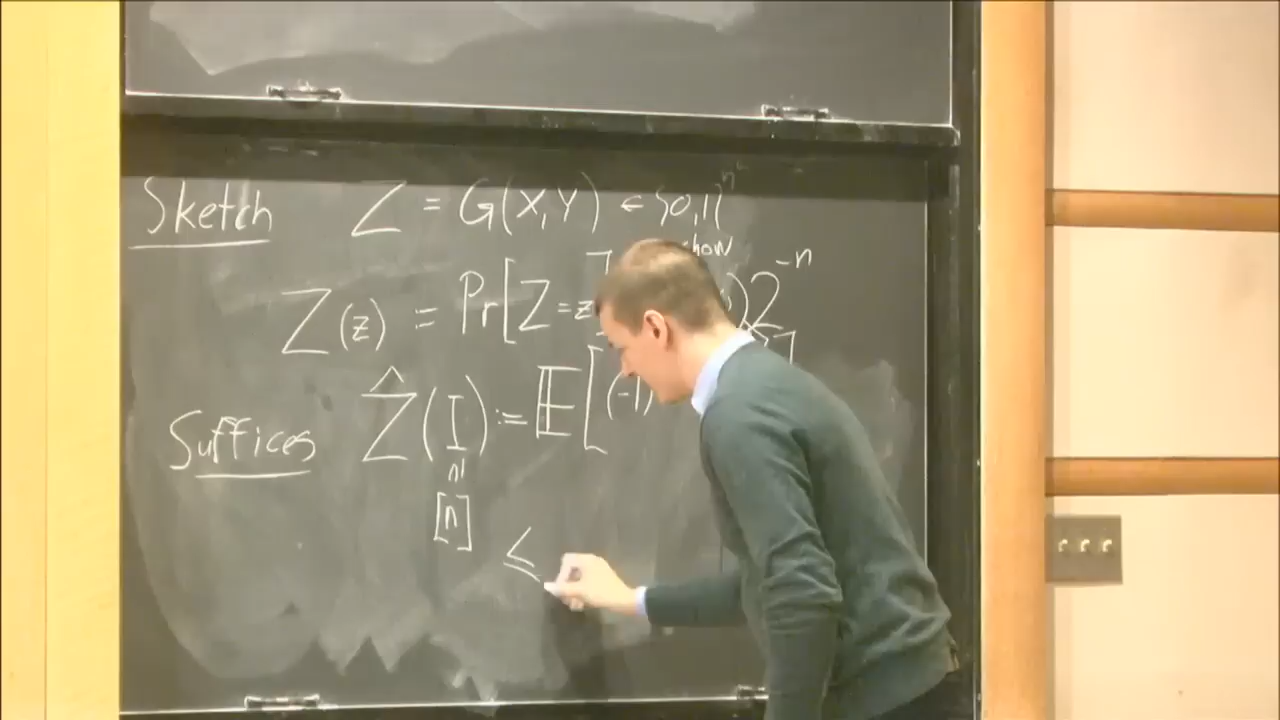 Sketch Z = G(X,Y) ∈ {0,1}^n
show
Z(z) = Pr[Z=z] )2^-n
Suffices Ẑ(I) := E[(-1)
∩
[n]
≤